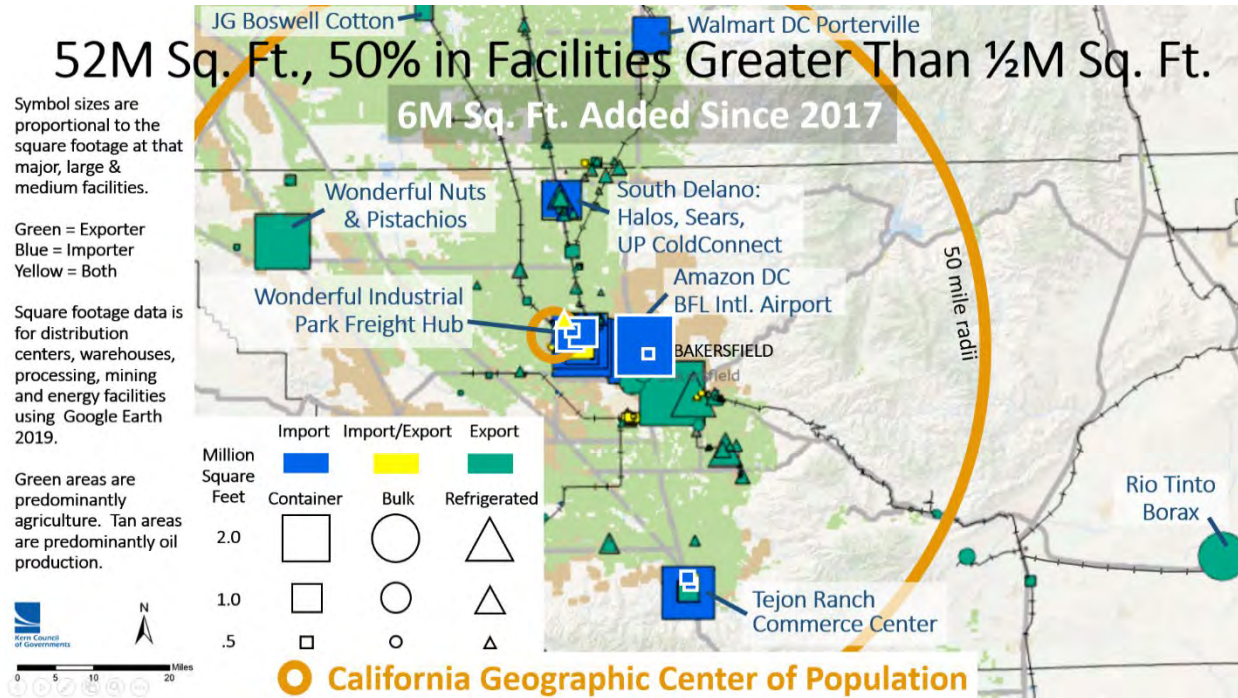 JG Boswell Cotton
Walmart DC Porterville
52M Sq. Ft., 50% in Facilities Greater Than ½M Sq. Ft.
6M Sq. Ft. Added Since 2017
Symbol sizes are
proportional to the
square footage at that
major, large &
medium facilities.
Green = Exporter
Blue = Importer
Yellow = Both
Square footage data is
for distribution
centers, warehouses,
processing, mining
and energy facilities
using Google Earth
2019.
Green areas are
predominantly
agriculture. Tan areas
are predominantly oil
production.
Wonderful Nuts
& Pistachios
South Delano:
Halos, Sears,
UP ColdConnect
Wonderful Industrial
Park Freight Hub
Amazon DC
BFL Intl. Airport
50 mile radii
BAKERSFIELD
Rio Tinto
Borax
Tejon Ranch
Commerce Center
Import Import/Export Export
Million
Square
Feet
Container Bulk Refrigerated
2.0
1.0
.5
Kern Council
of Governments
N
Miles
0 5 10 20
California Geographic Center of Population